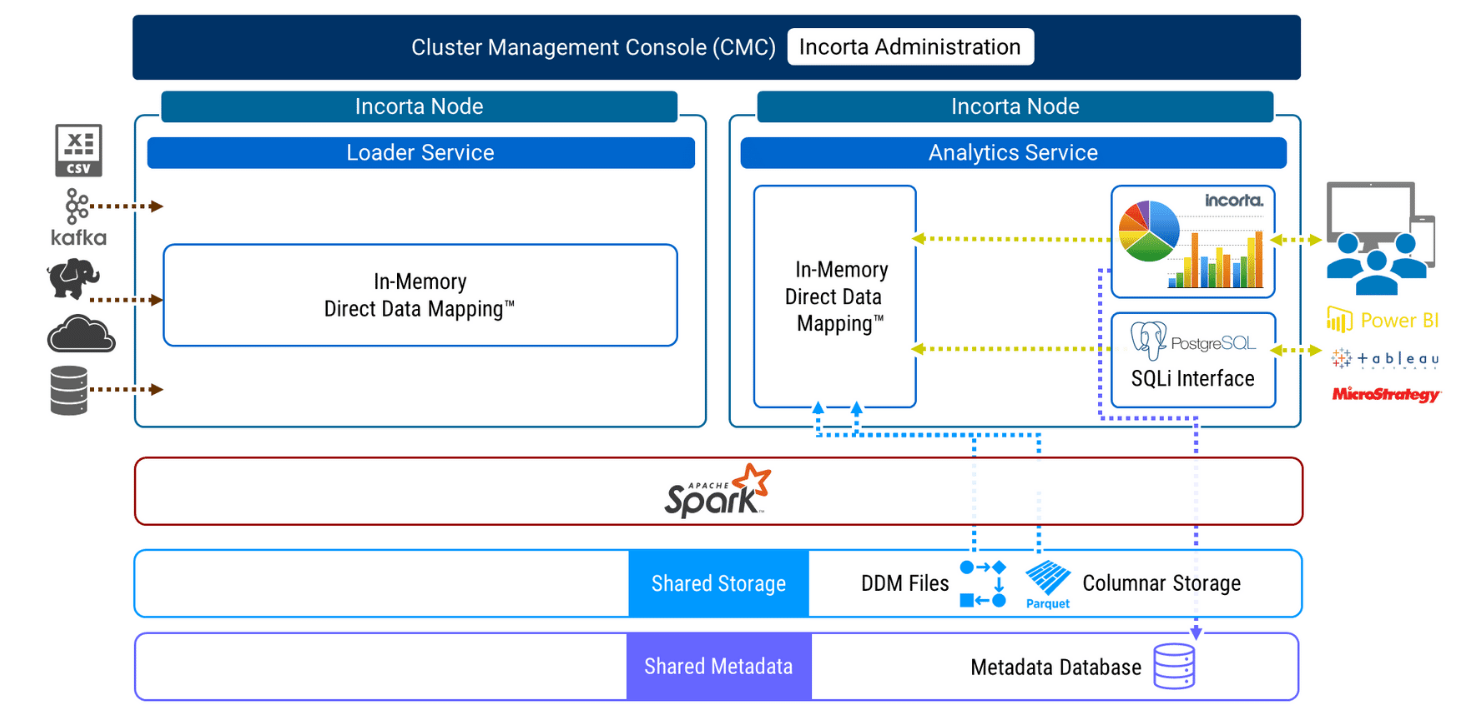 Cluster Management Console (CMC) Incorta Administration
Incorta Node
Incorta Node
Loader Service
Analytics Service
X
CSV
kafka
In-Memory
Direct Data Mapping™
In-Memory
Direct Data
Mapping™
incorta.
PostgreSQL
SQLi Interface
Power BI
+ableau
SOFTWARE
MicroStrategy
APACHE
Spark™
Shared Storage
DDM Files
Parquet
Columnar Storage
Shared Metadata
Metadata Database